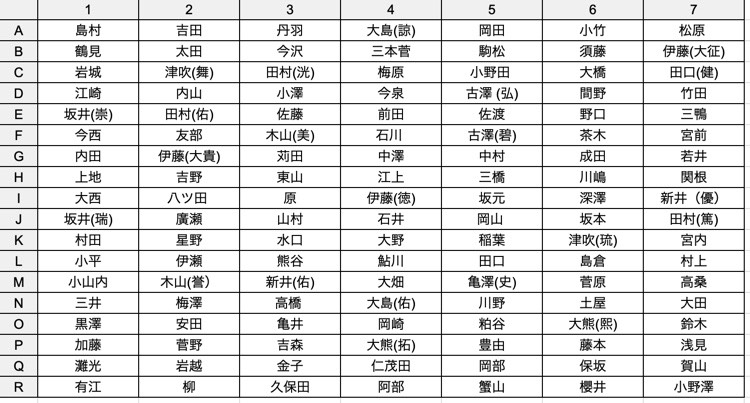 1 2 3 4 5 6 7
A 島村 吉田 丹羽 大島(諒) 岡田 小竹 松原
B 鶴見 太田 今沢 三本菅 駒松 須藤 伊藤(大征)
C 岩城 津吹(舞) 田村(洸) 梅原 小野田 大橋 田口(健)
D 江崎 内山 小澤 今泉 古澤 (弘) 間野 竹田
E 坂井(崇) 田村(佑) 佐藤 前田 佐渡 野口 三鴨
F 今西 友部 木山(美) 石川 古澤(碧) 茶木 宮前
G 内田 伊藤(大貴) 苅田 中澤 中村 成田 若井
H 上地 吉野 東山 江上 三橋 川嶋 関根
I 大西 八ツ田 原 伊藤(徳) 坂元 深澤 新井（優）
J 坂井(瑞) 廣瀬 山村 石井 岡山 坂本 田村(篤)
K 村田 星野 水口 大野 稲葉 津吹(琉) 宮内
L 小平 伊瀬 熊谷 鮎川 田口 島倉 村上
M 小山内 木山(誉） 新井(佑) 大畑 亀澤(史) 菅原 高桑
N 三井 梅澤 高橋 大島(佑) 川野 土屋 大田
O 黒澤 安田 亀井 岡崎 粕谷 大熊(熙) 鈴木
P 加藤 菅野 吉森 大熊(拓) 豊由 藤本 浅見
Q 灘光 岩越 金子 仁茂田 岡部 保坂 賀山
R 有江 柳 久保田 阿部 蟹山 櫻井 小野澤